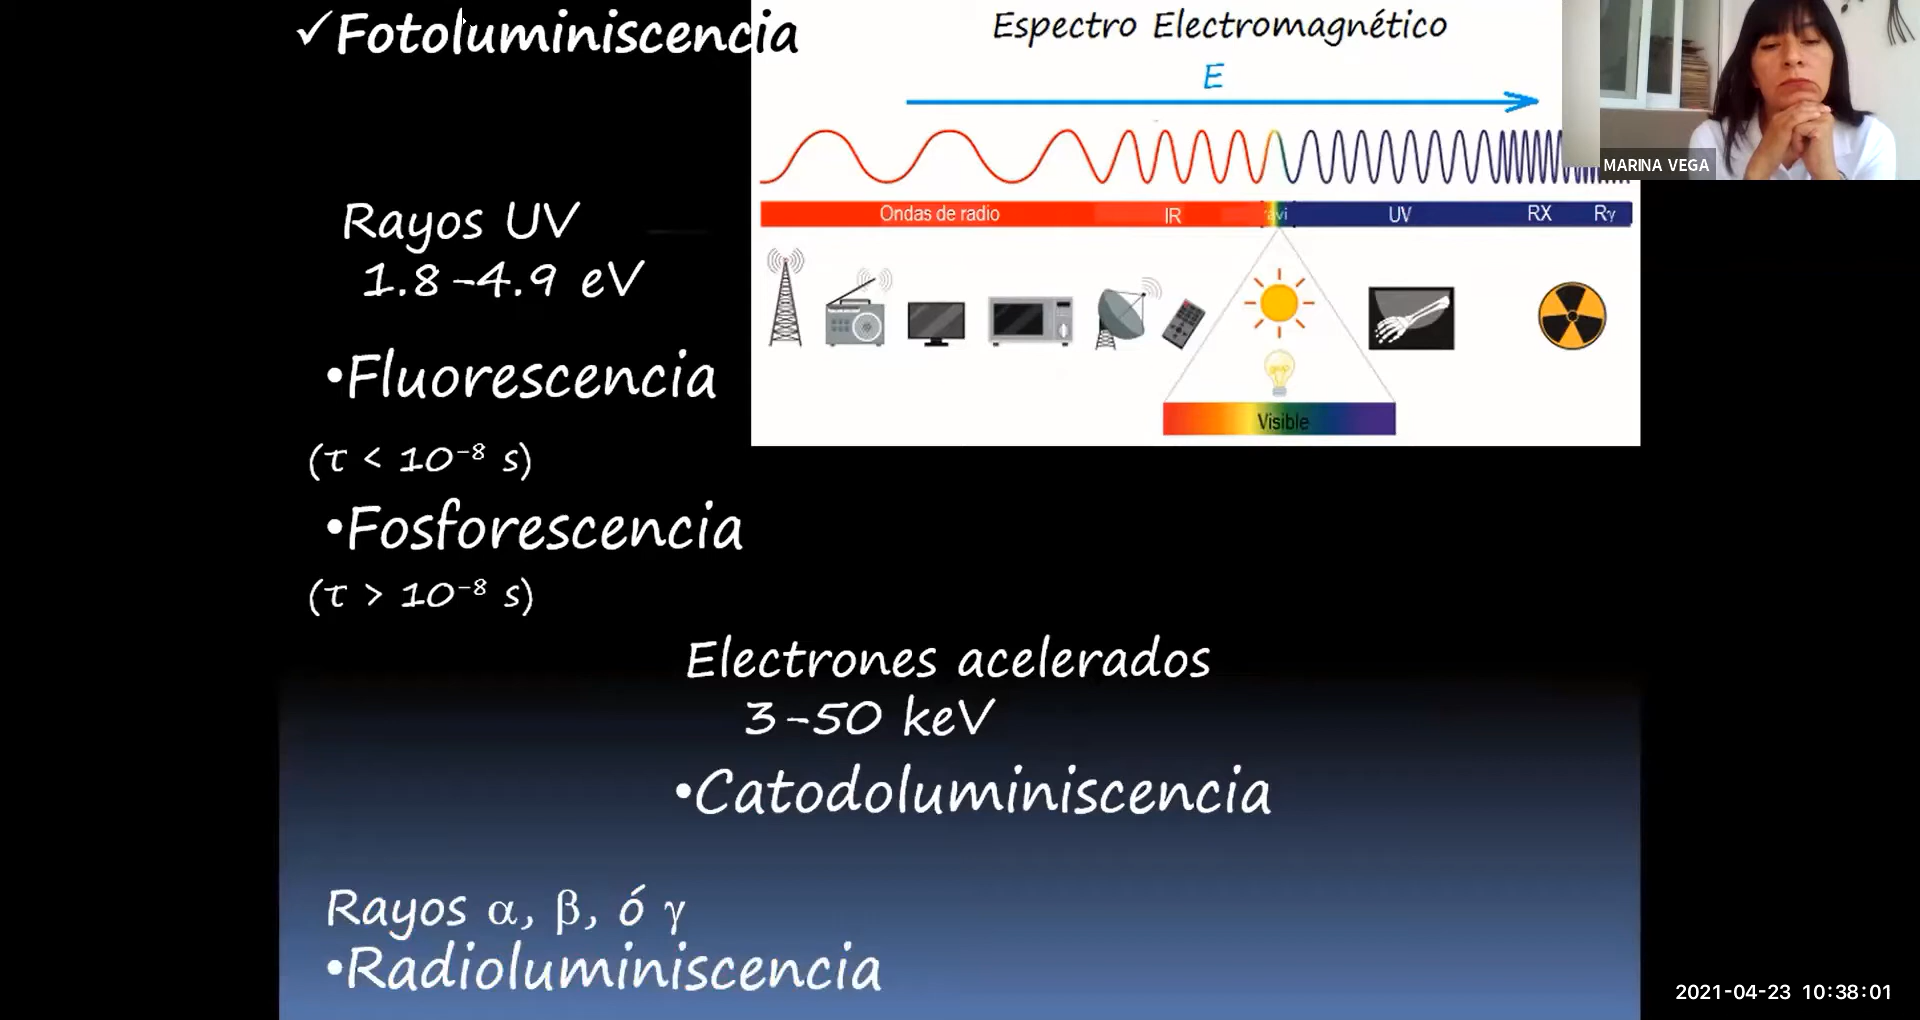 ✓Fotoluminiscencia
Espectro Electromagnético
E
MARINA VEGA
Ondas de radio IR UV RX Rγ
Visible
Rayos UV
1.8-4.9 eV
•Fluorescencia
(τ < 10⁻⁸ s)
•Fosforescencia
(τ > 10⁻⁸ s)
Electrones acelerados
3-50 keV
•Catodoluminiscencia
Rayos α, β, ó γ
•Radioluminiscencia
2021-04-23 10:38:01